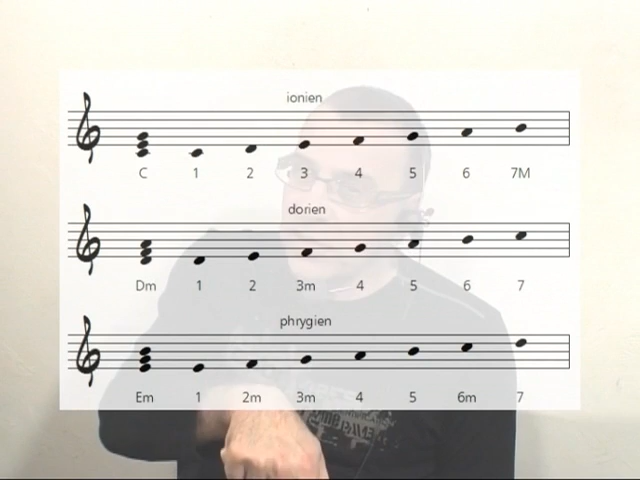 ionien
C 1 2 3 4 5 6 7M
dorien
Dm 1 2 3m 4 5 6 7
phrygien
Em 1 2m 3m 4 5 6m 7